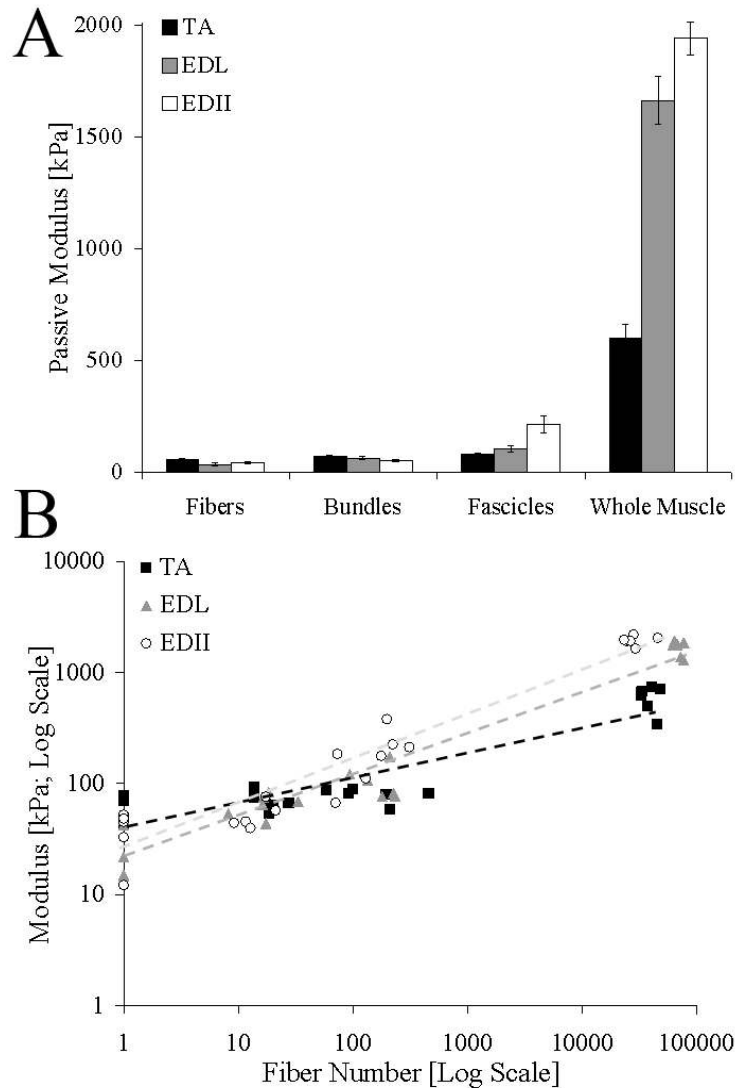 A
TA
EDL
EDII
Passive Modulus [kPa]
2000
1500
1000
500
0
Fibers Bundles Fascicles Whole Muscle
B
TA
EDL
EDII
Modulus [kPa; Log Scale]
10000
1000
100
10
1
1 10 100 1000 10000 100000
Fiber Number [Log Scale]